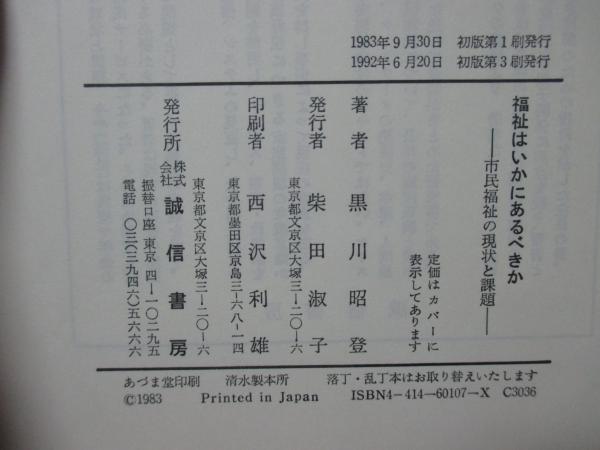 1983年9月30日　初版第1刷発行
1992年6月20日　初版第3刷発行
福祉はいかにあるべきか
――市民福祉の現状と課題――
定価はカバーに
表示してあります
著者　黒川昭登
発行者　柴田淑子
東京都文京区大塚三―二〇―六
印刷者　西沢利雄
東京都墨田区京島三―六八―一四
発行所　株式会社　誠信書房
東京都文京区大塚三―二〇―六
電話　〇三(三九四六)五六六六
振替口座　東京　四―一〇二九五
あづま堂印刷　清水製本所　落丁・乱丁本はお取り替えいたします
©1983　Printed in Japan　ISBN4-414-60107-X　C3036